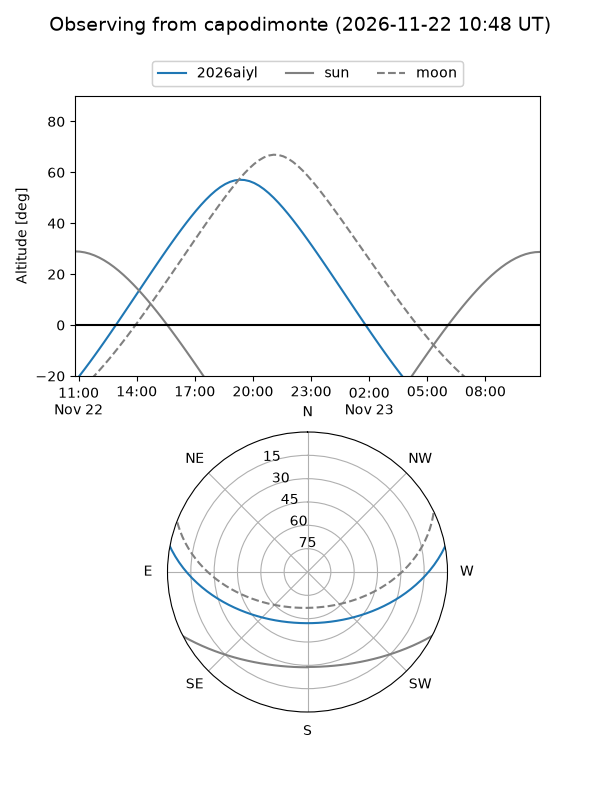 Observing from capodimonte (2026-11-22 10:48 UT)
2026aiyl sun moon
Altitude [deg]
80
60
40
20
0
−20
11:00 14:00 17:00 20:00 23:00 02:00 05:00 08:00
Nov 22 Nov 23
N
NE NW
15
30
45
60
75
E W
SE SW
S